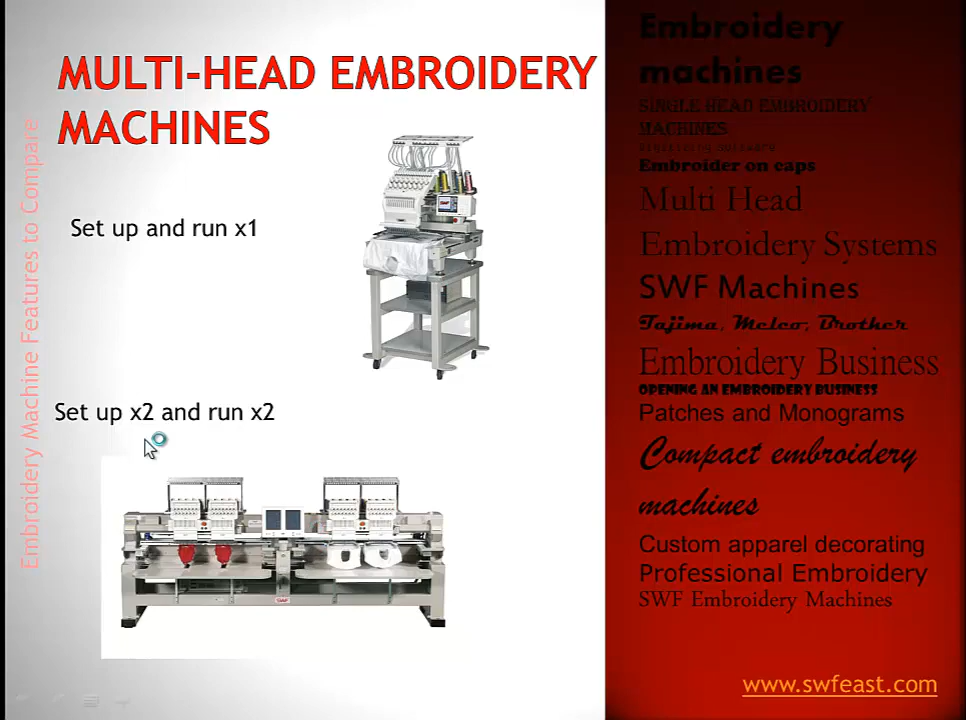 MULTI-HEAD EMBROIDERY
MACHINES
Embroidery Machine Features to Compare
Set up and run x1
Set up x2 and run x2
Embroidery
machines
SINGLE HEAD EMBROIDERY
MACHINES
Digitizing Software
Embroider on caps
Multi Head
Embroidery Systems
SWF Machines
Tajima, Melco, Brother
Embroidery Business
OPENING AN EMBROIDERY BUSINESS
Patches and Monograms
Compact embroidery
machines
Custom apparel decorating
Professional Embroidery
SWF Embroidery Machines
www.swfeast.com